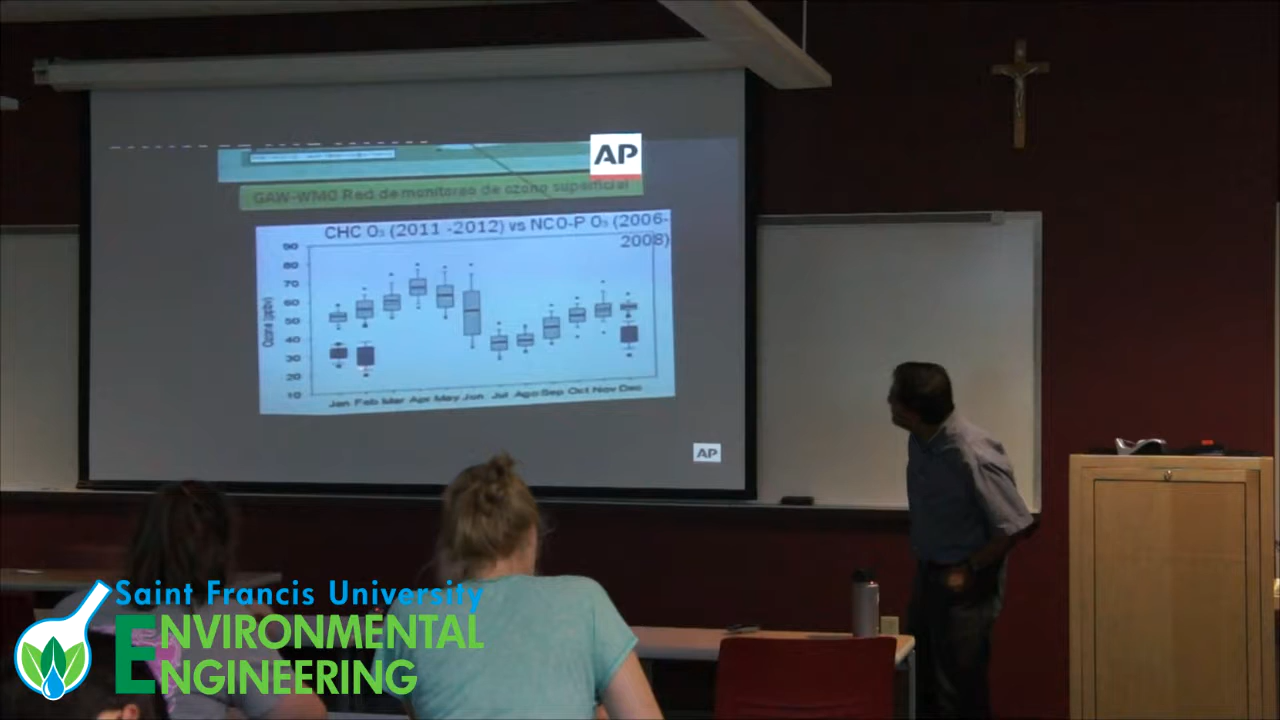 AP
GAW-WMO Red de monitoreo de ozono superficial
CHC O₃ (2011 -2012) vs NCO-P O₃ (2006-
2008)
90
80
70
60
50
40
30
20
10
Ozone (ppbv)
Jan Feb Mar Apr May Jun Jul Ago Sep Oct Nov Dec
AP
Saint Francis University
ENVIRONMENTAL
ENGINEERING